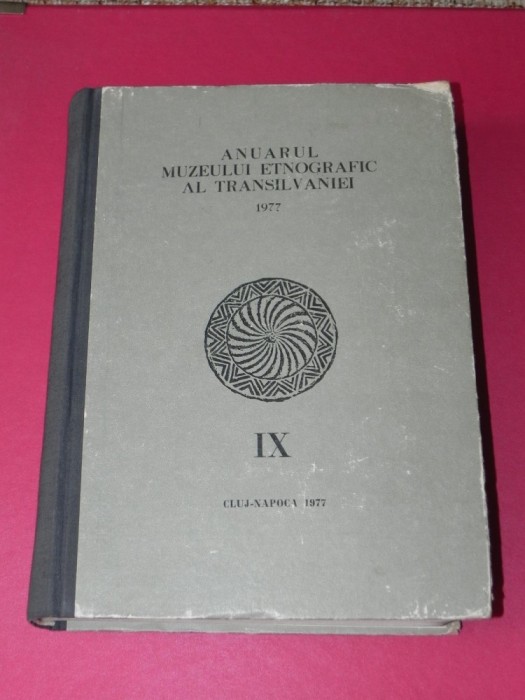 ANUARUL
MUZEULUI ETNOGRAFIC
AL TRANSILVANIEI
1977
IX
CLUJ-NAPOCA 1977